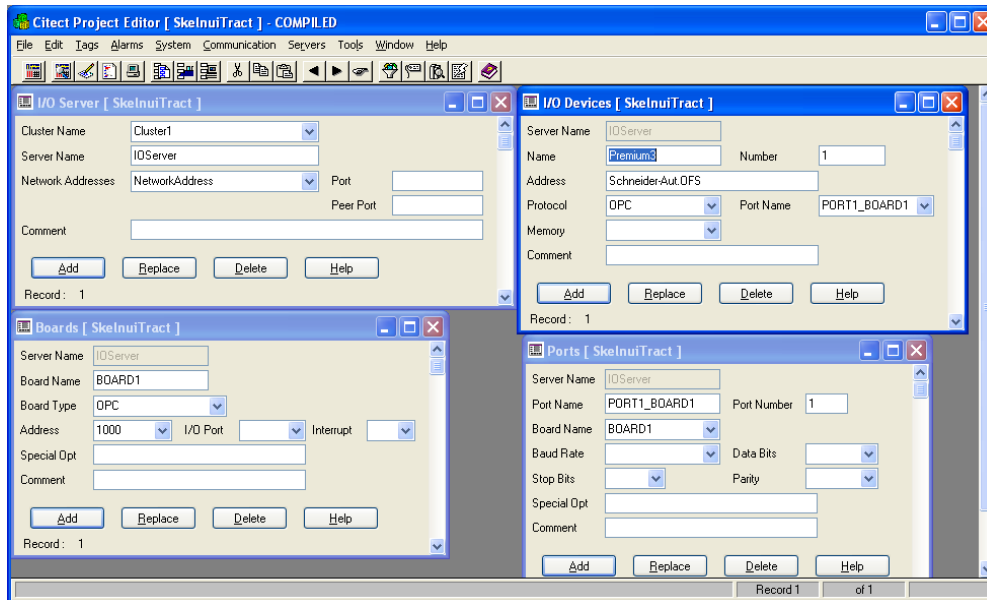 Citect Project Editor [ SkelnuiTract ] - COMPILED
File Edit Tags Alarms System Communication Servers Tools Window Help
I/O Server [ SkelnuiTract ]
Cluster Name Cluster1
Server Name IOServer
Network Addresses NetworkAddress Port
Peer Port
Comment
Add Replace Delete Help
Record : 1
I/O Devices [ SkelnuiTract ]
Server Name IOServer
Name Premium3 Number 1
Address Schneider-Aut.OFS
Protocol OPC Port Name PORT1_BOARD1
Memory
Comment
Add Replace Delete Help
Record : 1
Boards [ SkelnuiTract ]
Server Name IOServer
Board Name BOARD1
Board Type OPC
Address 1000 I/O Port Interrupt
Special Opt
Comment
Add Replace Delete Help
Record : 1
Ports [ SkelnuiTract ]
Server Name IOServer
Port Name PORT1_BOARD1 Port Number 1
Board Name BOARD1
Baud Rate Data Bits
Stop Bits Parity
Special Opt
Comment
Add Replace Delete Help
Record 1 of 1